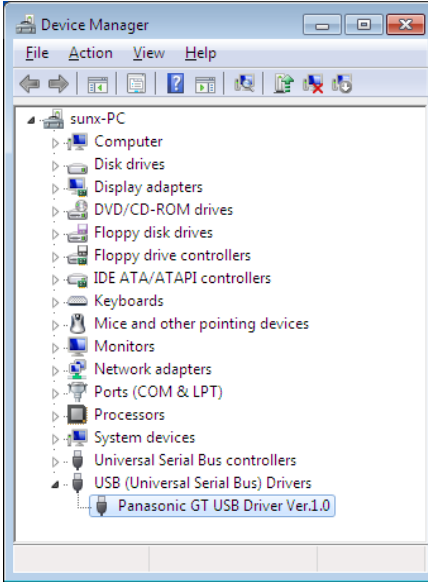 Device Manager
File Action View Help
sunx-PC
Computer
Disk drives
Display adapters
DVD/CD-ROM drives
Floppy disk drives
Floppy drive controllers
IDE ATA/ATAPI controllers
Keyboards
Mice and other pointing devices
Monitors
Network adapters
Ports (COM & LPT)
Processors
System devices
Universal Serial Bus controllers
USB (Universal Serial Bus) Drivers
Panasonic GT USB Driver Ver.1.0